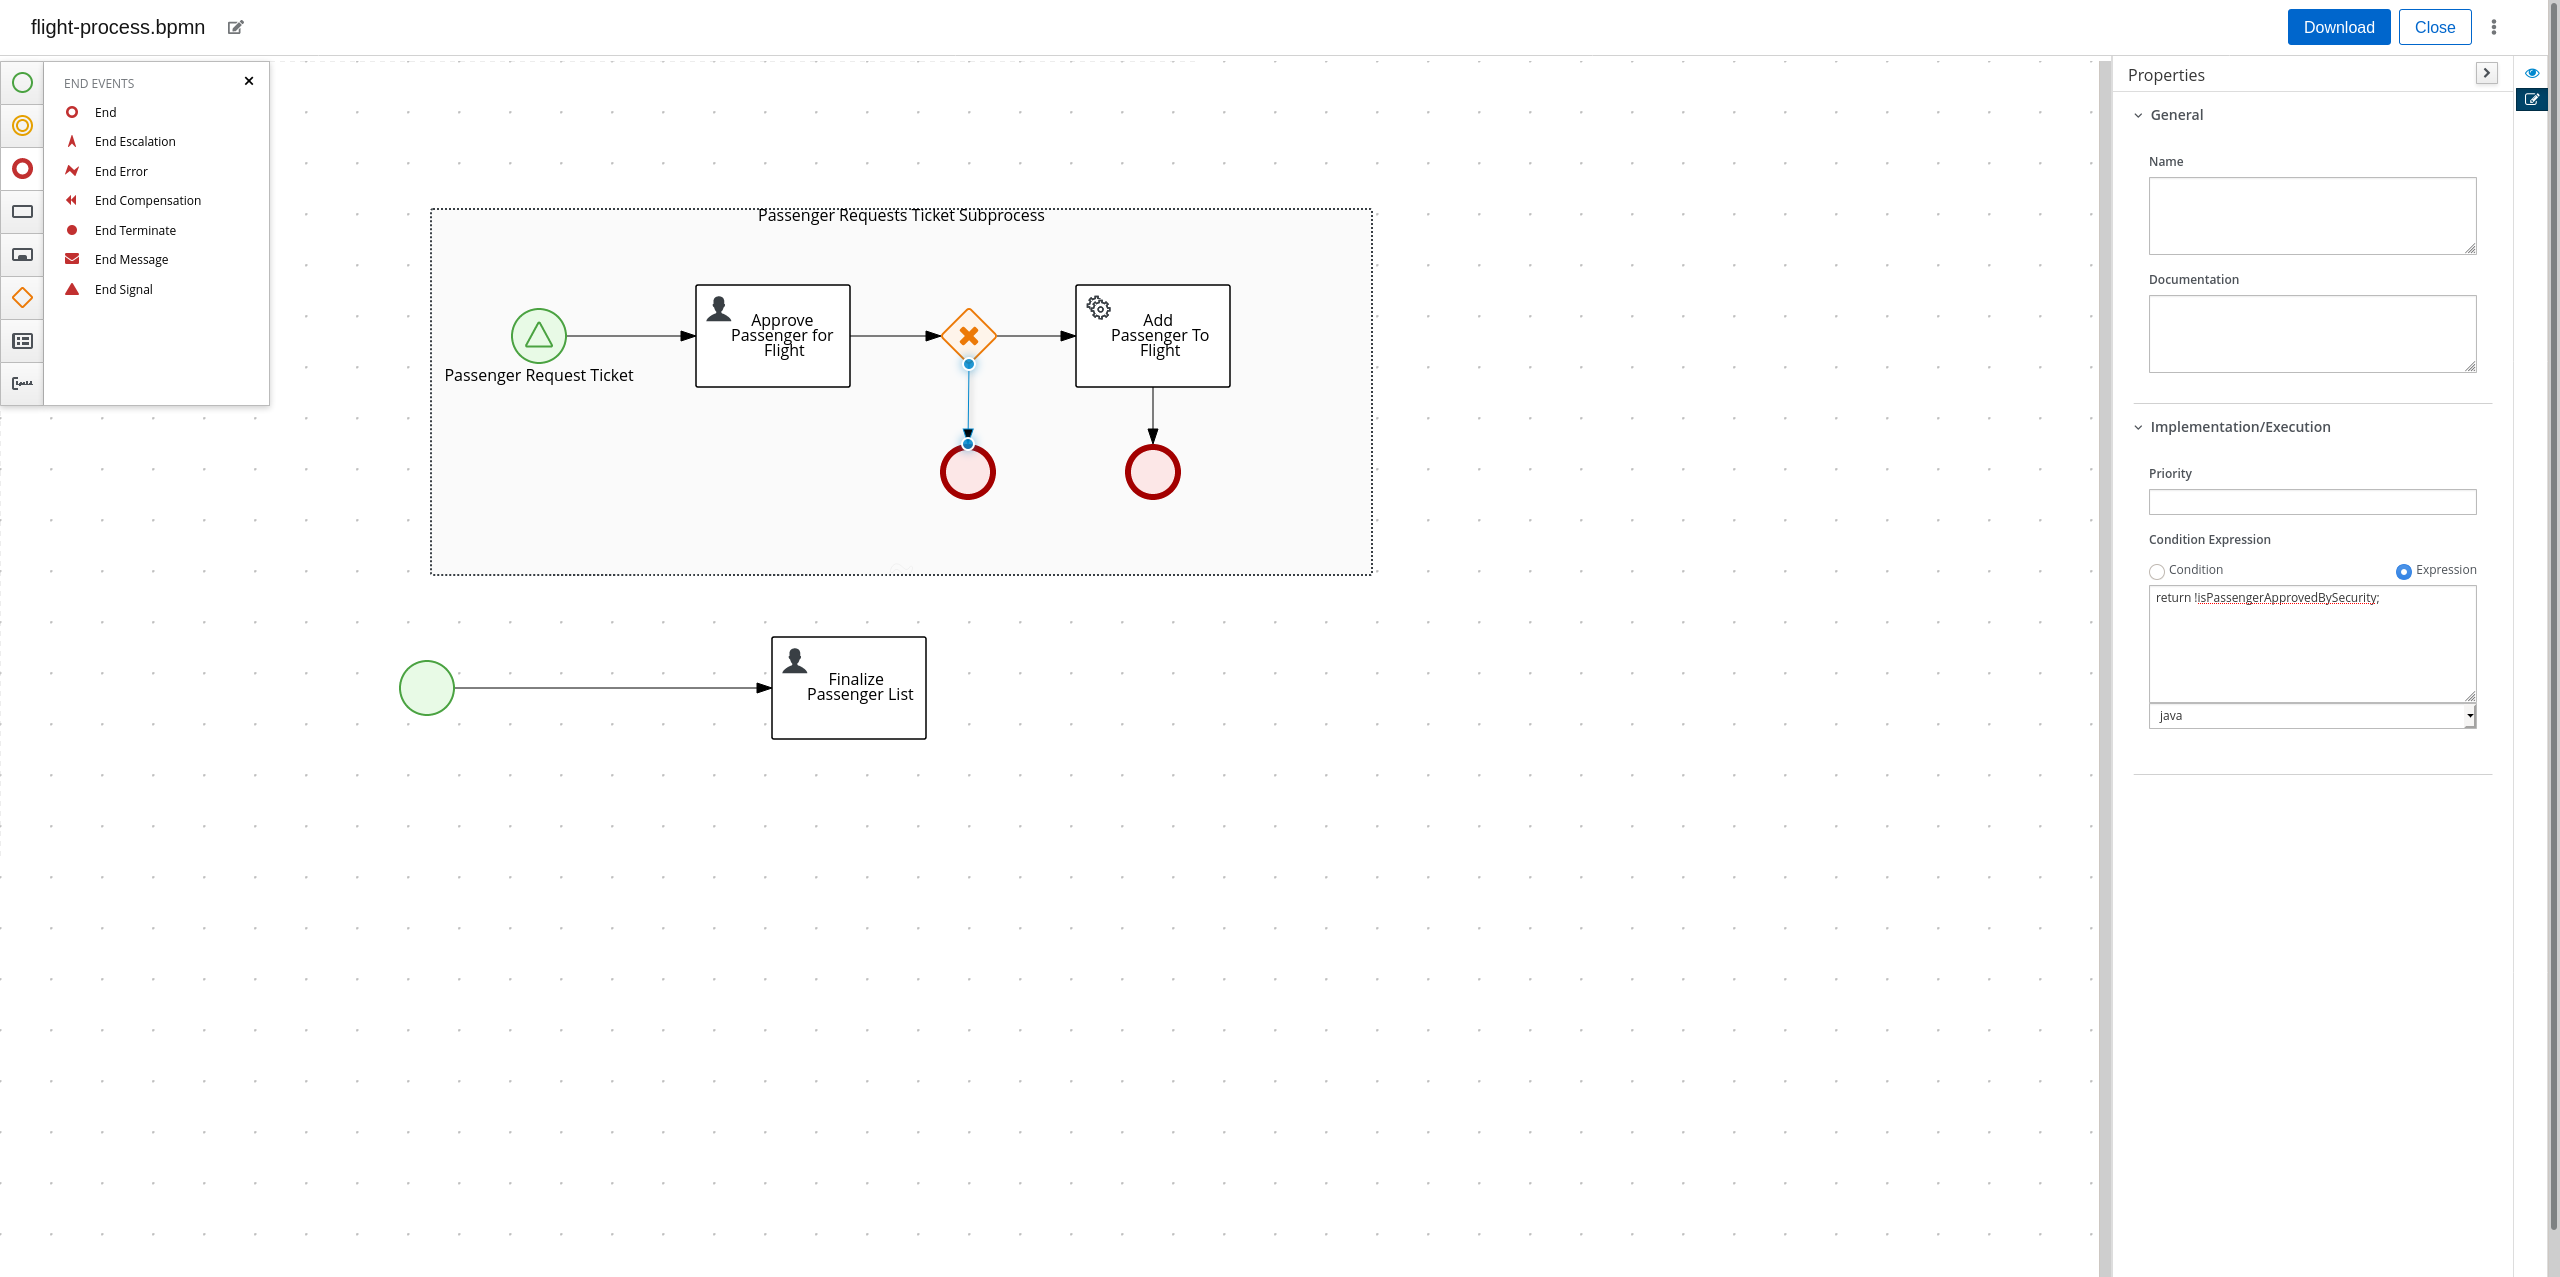 flight-process.bpmn
Download
Close
END EVENTS
End
End Escalation
End Error
End Compensation
End Terminate
End Message
End Signal
Passenger Requests Ticket Subprocess
Passenger Request Ticket
Approve
Passenger for
Flight
Add
Passenger To
Flight
Finalize
Passenger List
Properties
General
Name
Documentation
Implementation/Execution
Priority
Condition Expression
Condition
Expression
return !isPassengerApprovedBySecurity;
java